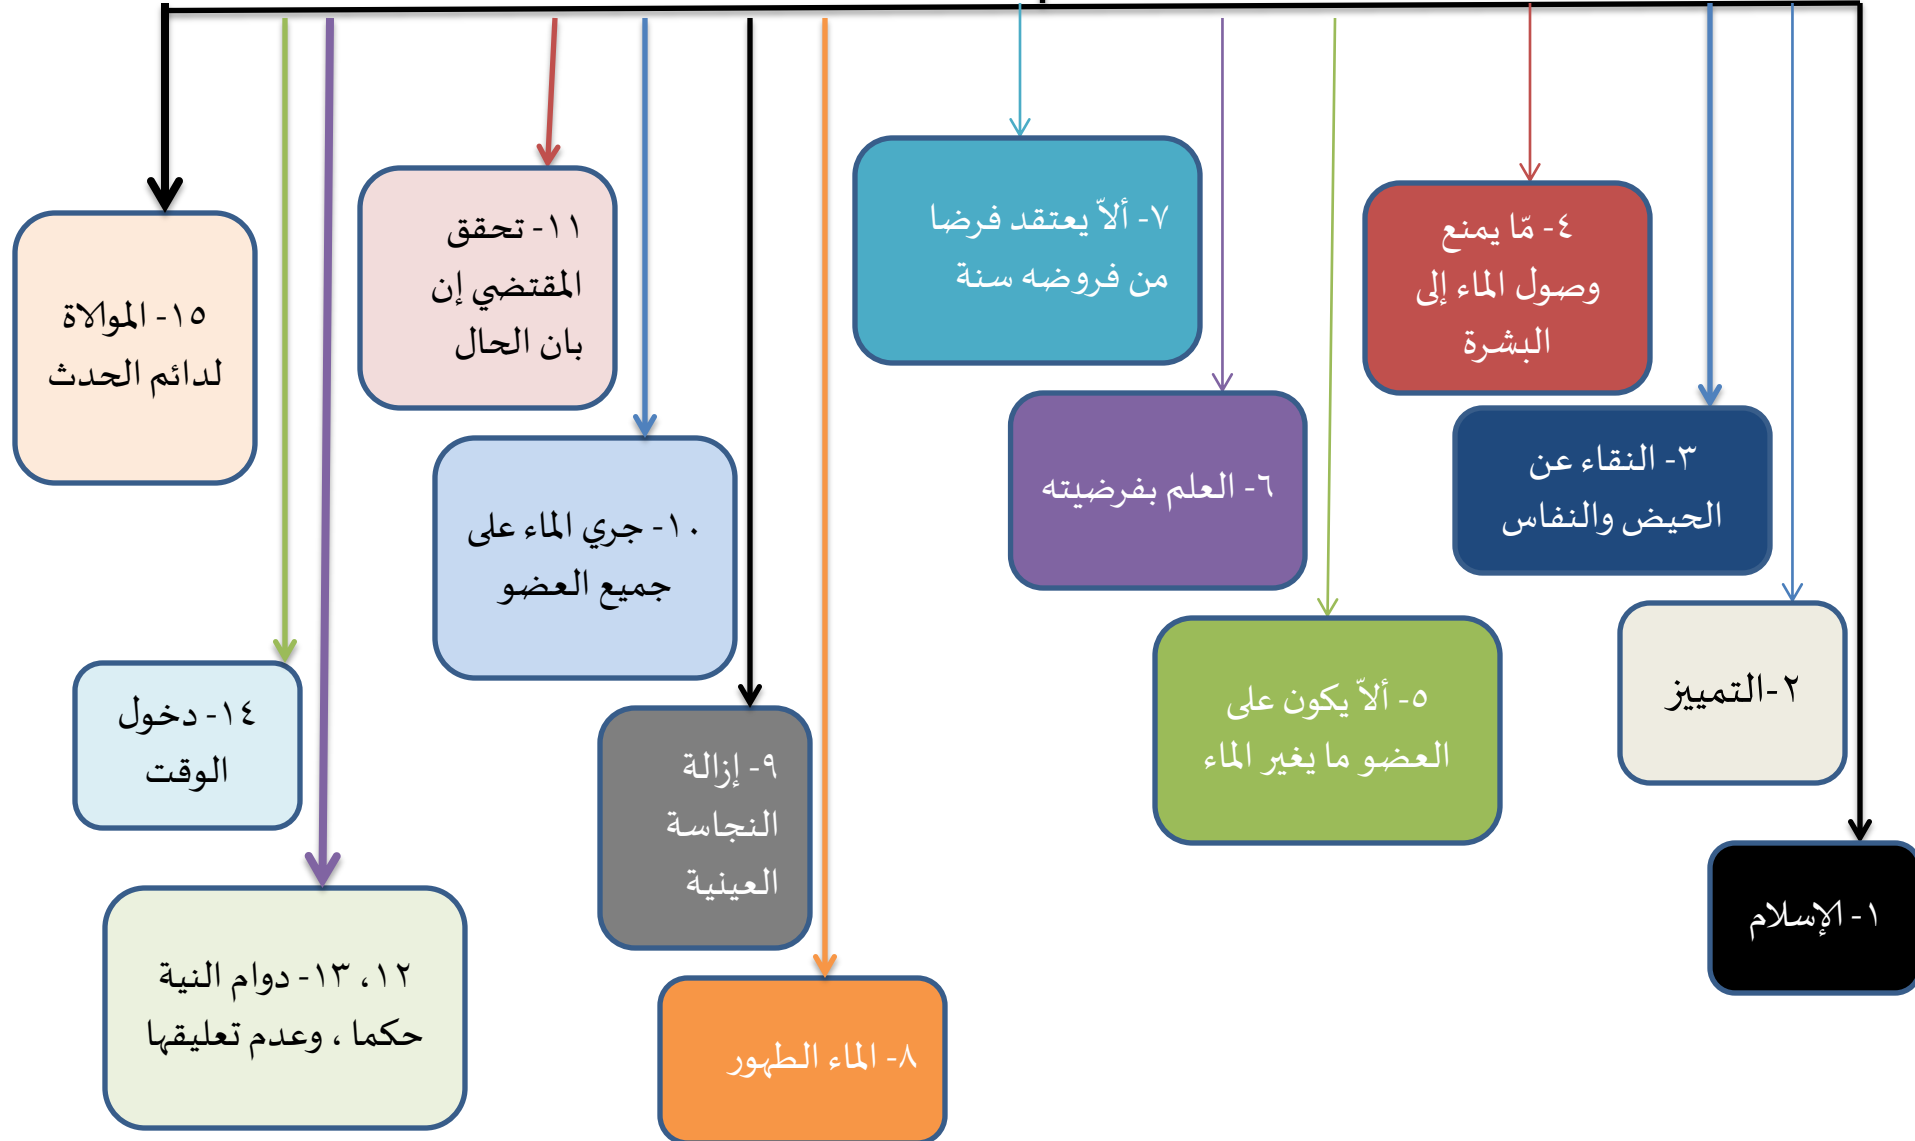 ١- الإسلام
٢-التمييز
٣- النقاء عن
الحيض والنفاس
٤- مّا يمنع
وصول الماء إلى
البشرة
٥- ألاّ يكون على
العضو ما يغير الماء
٦- العلم بفرضيته
٧- ألاّ يعتقد فرضا
من فروضه سنة
٨- الماء الطهور
٩- إزالة
النجاسة
العينية
١٠- جري الماء على
جميع العضو
١١- تحقق
المقتضي إن
بان الحال
١٢، ١٣- دوام النية
حكما ، وعدم تعليقها
١٤- دخول
الوقت
١٥- الموالاة
لدائم الحدث